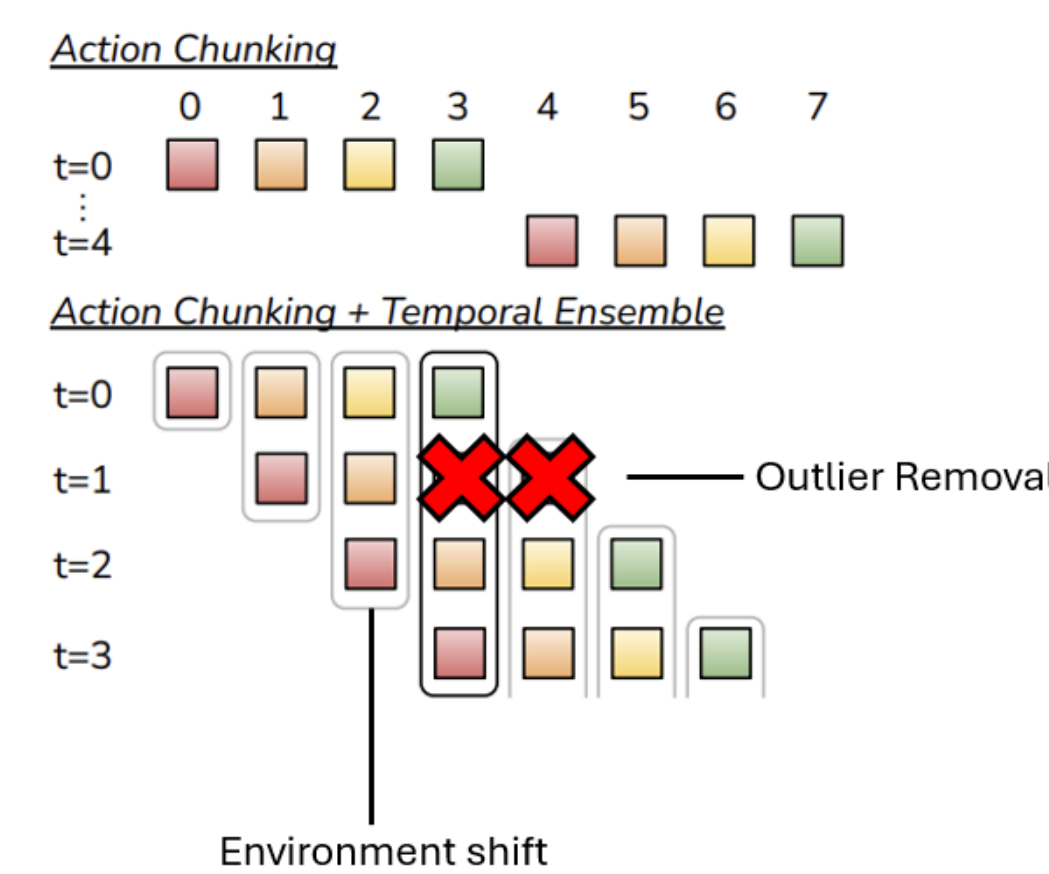 Action Chunking
0 1 2 3 4 5 6 7
t=0
⋮
t=4
Action Chunking + Temporal Ensemble
t=0
t=1
Outlier Removal
t=2
t=3
Environment shift